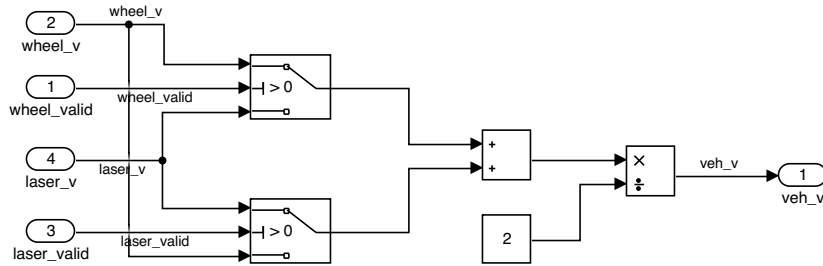 2
wheel_v
wheel_v
1
wheel_valid
wheel_valid
> 0
4
laser_v
laser_v
3
laser_valid
laser_valid
> 0
+
+
2
×
÷
veh_v
1
veh_v